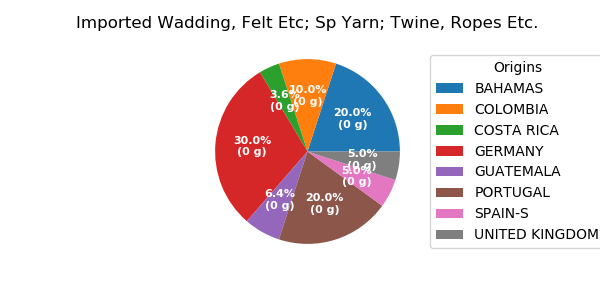 Imported Wadding, Felt Etc; Sp Yarn; Twine, Ropes Etc.
Origins
BAHAMAS
COLOMBIA
COSTA RICA
GERMANY
GUATEMALA
PORTUGAL
SPAIN-S
UNITED KINGDOM
20.0%
(0 g)
10.0%
(0 g)
3.6%
(0 g)
30.0%
(0 g)
6.4%
(0 g)
20.0%
(0 g)
5.0%
(0 g)
5.0%
(0 g)